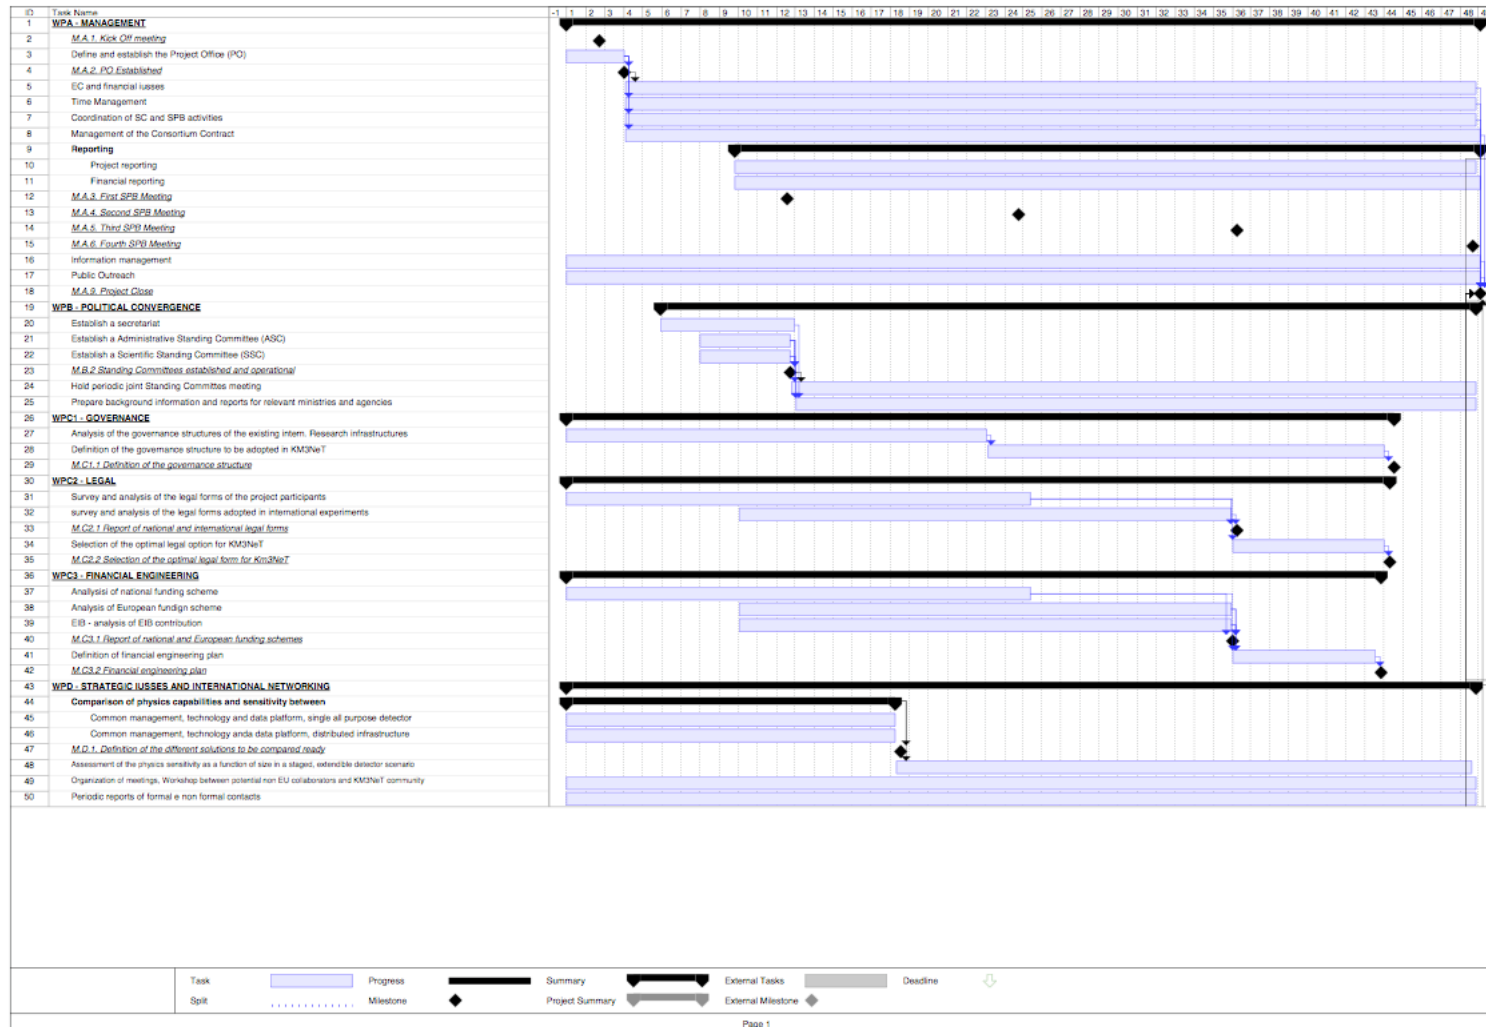 ID Task Name -1 1 2 3 4 5 6 7 8 9 10 11 12 13 14 15 16 17 18 19 20 21 22 23 24 25 26 27 28 29 30 31 32 33 34 35 36 37 38 39 40 41 42 43 44 45 46 47 48
1 WPA - MANAGEMENT
2 M.A.1. Kick Off meeting
3 Define and establish the Project Office (PO)
4 M.A.2. PO Established
5 EC and financial iusses
6 Time Management
7 Coordination of SC and SPB activities
8 Management of the Consortium Contract
9 Reporting
10 Project reporting
11 Financial reporting
12 M.A.3. First SPB Meeting
13 M.A.4. Second SPB Meeting
14 M.A.5. Third SPB Meeting
15 M.A.6. Fourth SPB Meeting
16 Information management
17 Public Outreach
18 M.A.9. Project Close
19 WPB - POLITICAL CONVERGENCE
20 Establish a secretariat
21 Establish a Administrative Standing Committee (ASC)
22 Establish a Scientific Standing Committee (SSC)
23 M.B.2 Standing Committees established and operational
24 Hold periodic joint Standing Committes meeting
25 Prepare background information and reports for relevant ministries and agencies
26 WPC1 - GOVERNANCE
27 Analysis of the governance structures of the existing intern. Research infrastructures
28 Definition of the governance structure to be adopted in KM3NeT
29 M.C1.1 Definition of the governance structure
30 WPC2 - LEGAL
31 Survey and analysis of the legal forms of the project participants
32 survey and analysis of the legal forms adopted in international experiments
33 M.C2.1 Report of national and international legal forms
34 Selection of the optimal legal option for KM3NeT
35 M.C2.2 Selection of the optimal legal form for Km3NeT
36 WPC3 - FINANCIAL ENGINEERING
37 Analysisi of national funding scheme
38 Analysis of European fundign scheme
39 EIB - analysis of EIB contribution
40 M.C3.1 Report of national and European funding schemes
41 Definition of financial engineering plan
42 M.C3.2 Financial engineering plan
43 WPD - STRATEGIC IUSSES AND INTERNATIONAL NETWORKING
44 Comparison of physics capabilities and sensitivity between
45 Common management, technology and data platform, single all purpose detector
46 Common management, technology anda data platform, distributed infrastructure
47 M.D.1. Definition of the different solutions to be compared ready
48 Assessment of the physics sensitivity as a function of size in a staged, extendible detector scenario
49 Organization of meetings, Workshop between potential non EU collaborators and KM3NeT community
50 Periodic reports of formal e non formal contacts
Task Progress Summary External Tasks Deadline
Split Milestone Project Summary External Milestone
Page 1